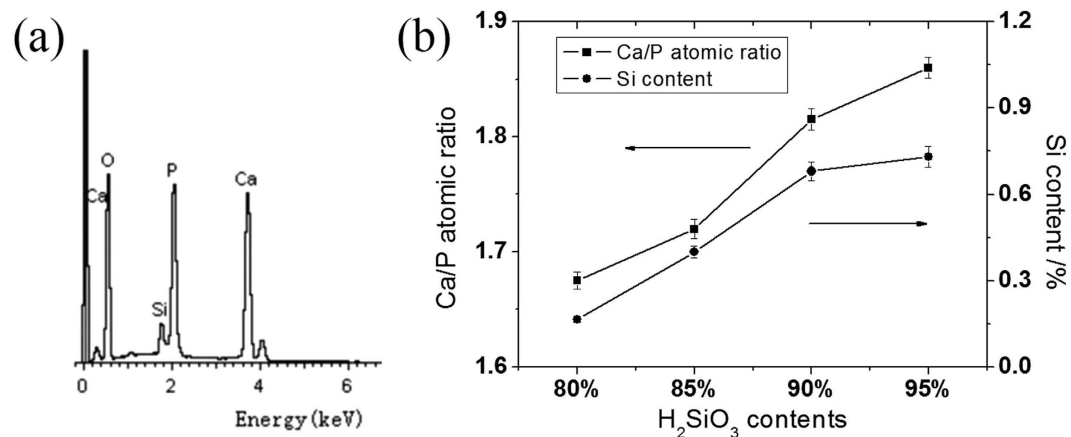 (a)
O
P
Ca
Ca
Si
0 2 4 6
Energy(keV)
(b)
1.9
1.8
1.7
1.6
Ca/P atomic ratio
Ca/P atomic ratio
Si content
1.2
0.9
0.6
0.3
0.0
Si content /%
80% 85% 90% 95%
H₂SiO₃ contents